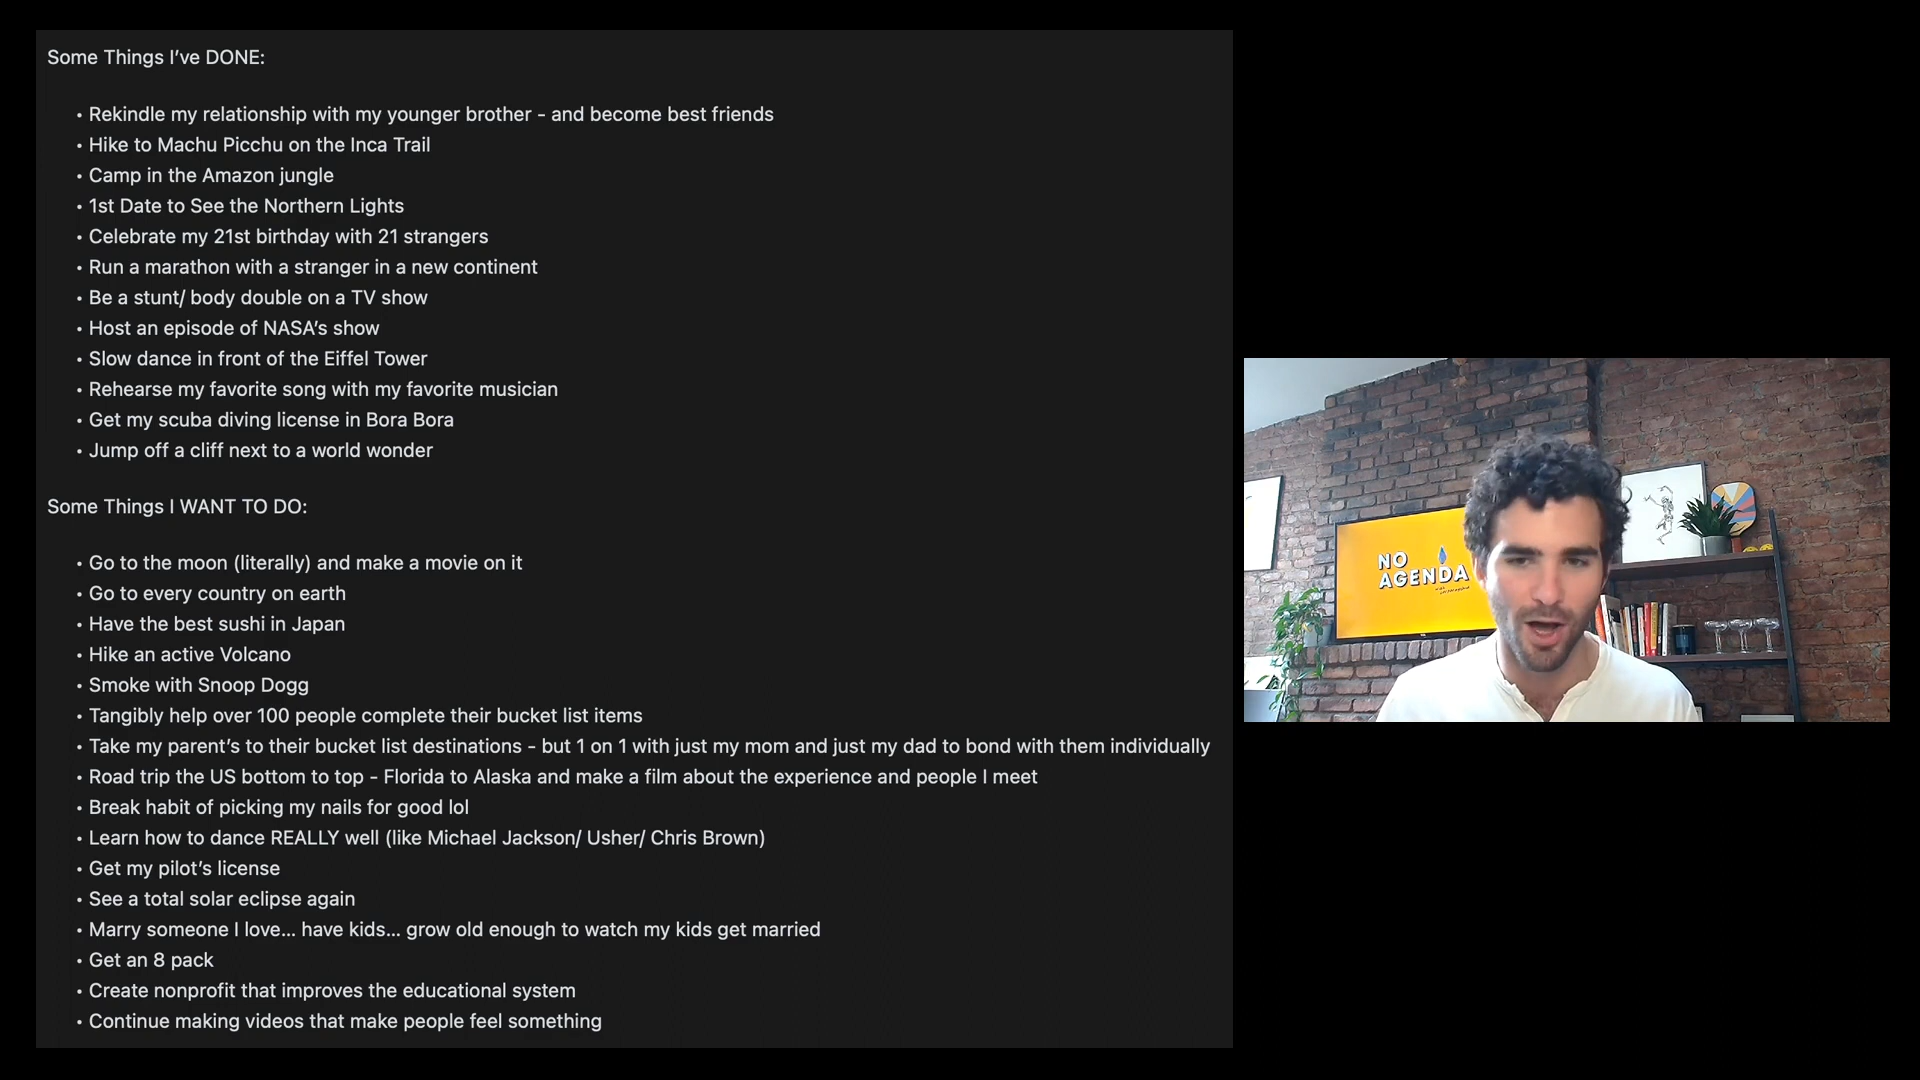 Some Things I’ve DONE:
• Rekindle my relationship with my younger brother - and become best friends
• Hike to Machu Picchu on the Inca Trail
• Camp in the Amazon jungle
• 1st Date to See the Northern Lights
• Celebrate my 21st birthday with 21 strangers
• Run a marathon with a stranger in a new continent
• Be a stunt/ body double on a TV show
• Host an episode of NASA’s show
• Slow dance in front of the Eiffel Tower
• Rehearse my favorite song with my favorite musician
• Get my scuba diving license in Bora Bora
• Jump off a cliff next to a world wonder
Some Things I WANT TO DO:
• Go to the moon (literally) and make a movie on it
• Go to every country on earth
• Have the best sushi in Japan
• Hike an active Volcano
• Smoke with Snoop Dogg
• Tangibly help over 100 people complete their bucket list items
• Take my parent’s to their bucket list destinations - but 1 on 1 with just my mom and just my dad to bond with them individually
• Road trip the US bottom to top - Florida to Alaska and make a film about the experience and people I meet
• Break habit of picking my nails for good lol
• Learn how to dance REALLY well (like Michael Jackson/ Usher/ Chris Brown)
• Get my pilot’s license
• See a total solar eclipse again
• Marry someone I love... have kids... grow old enough to watch my kids get married
• Get an 8 pack
• Create nonprofit that improves the educational system
• Continue making videos that make people feel something
NO
AGENDA